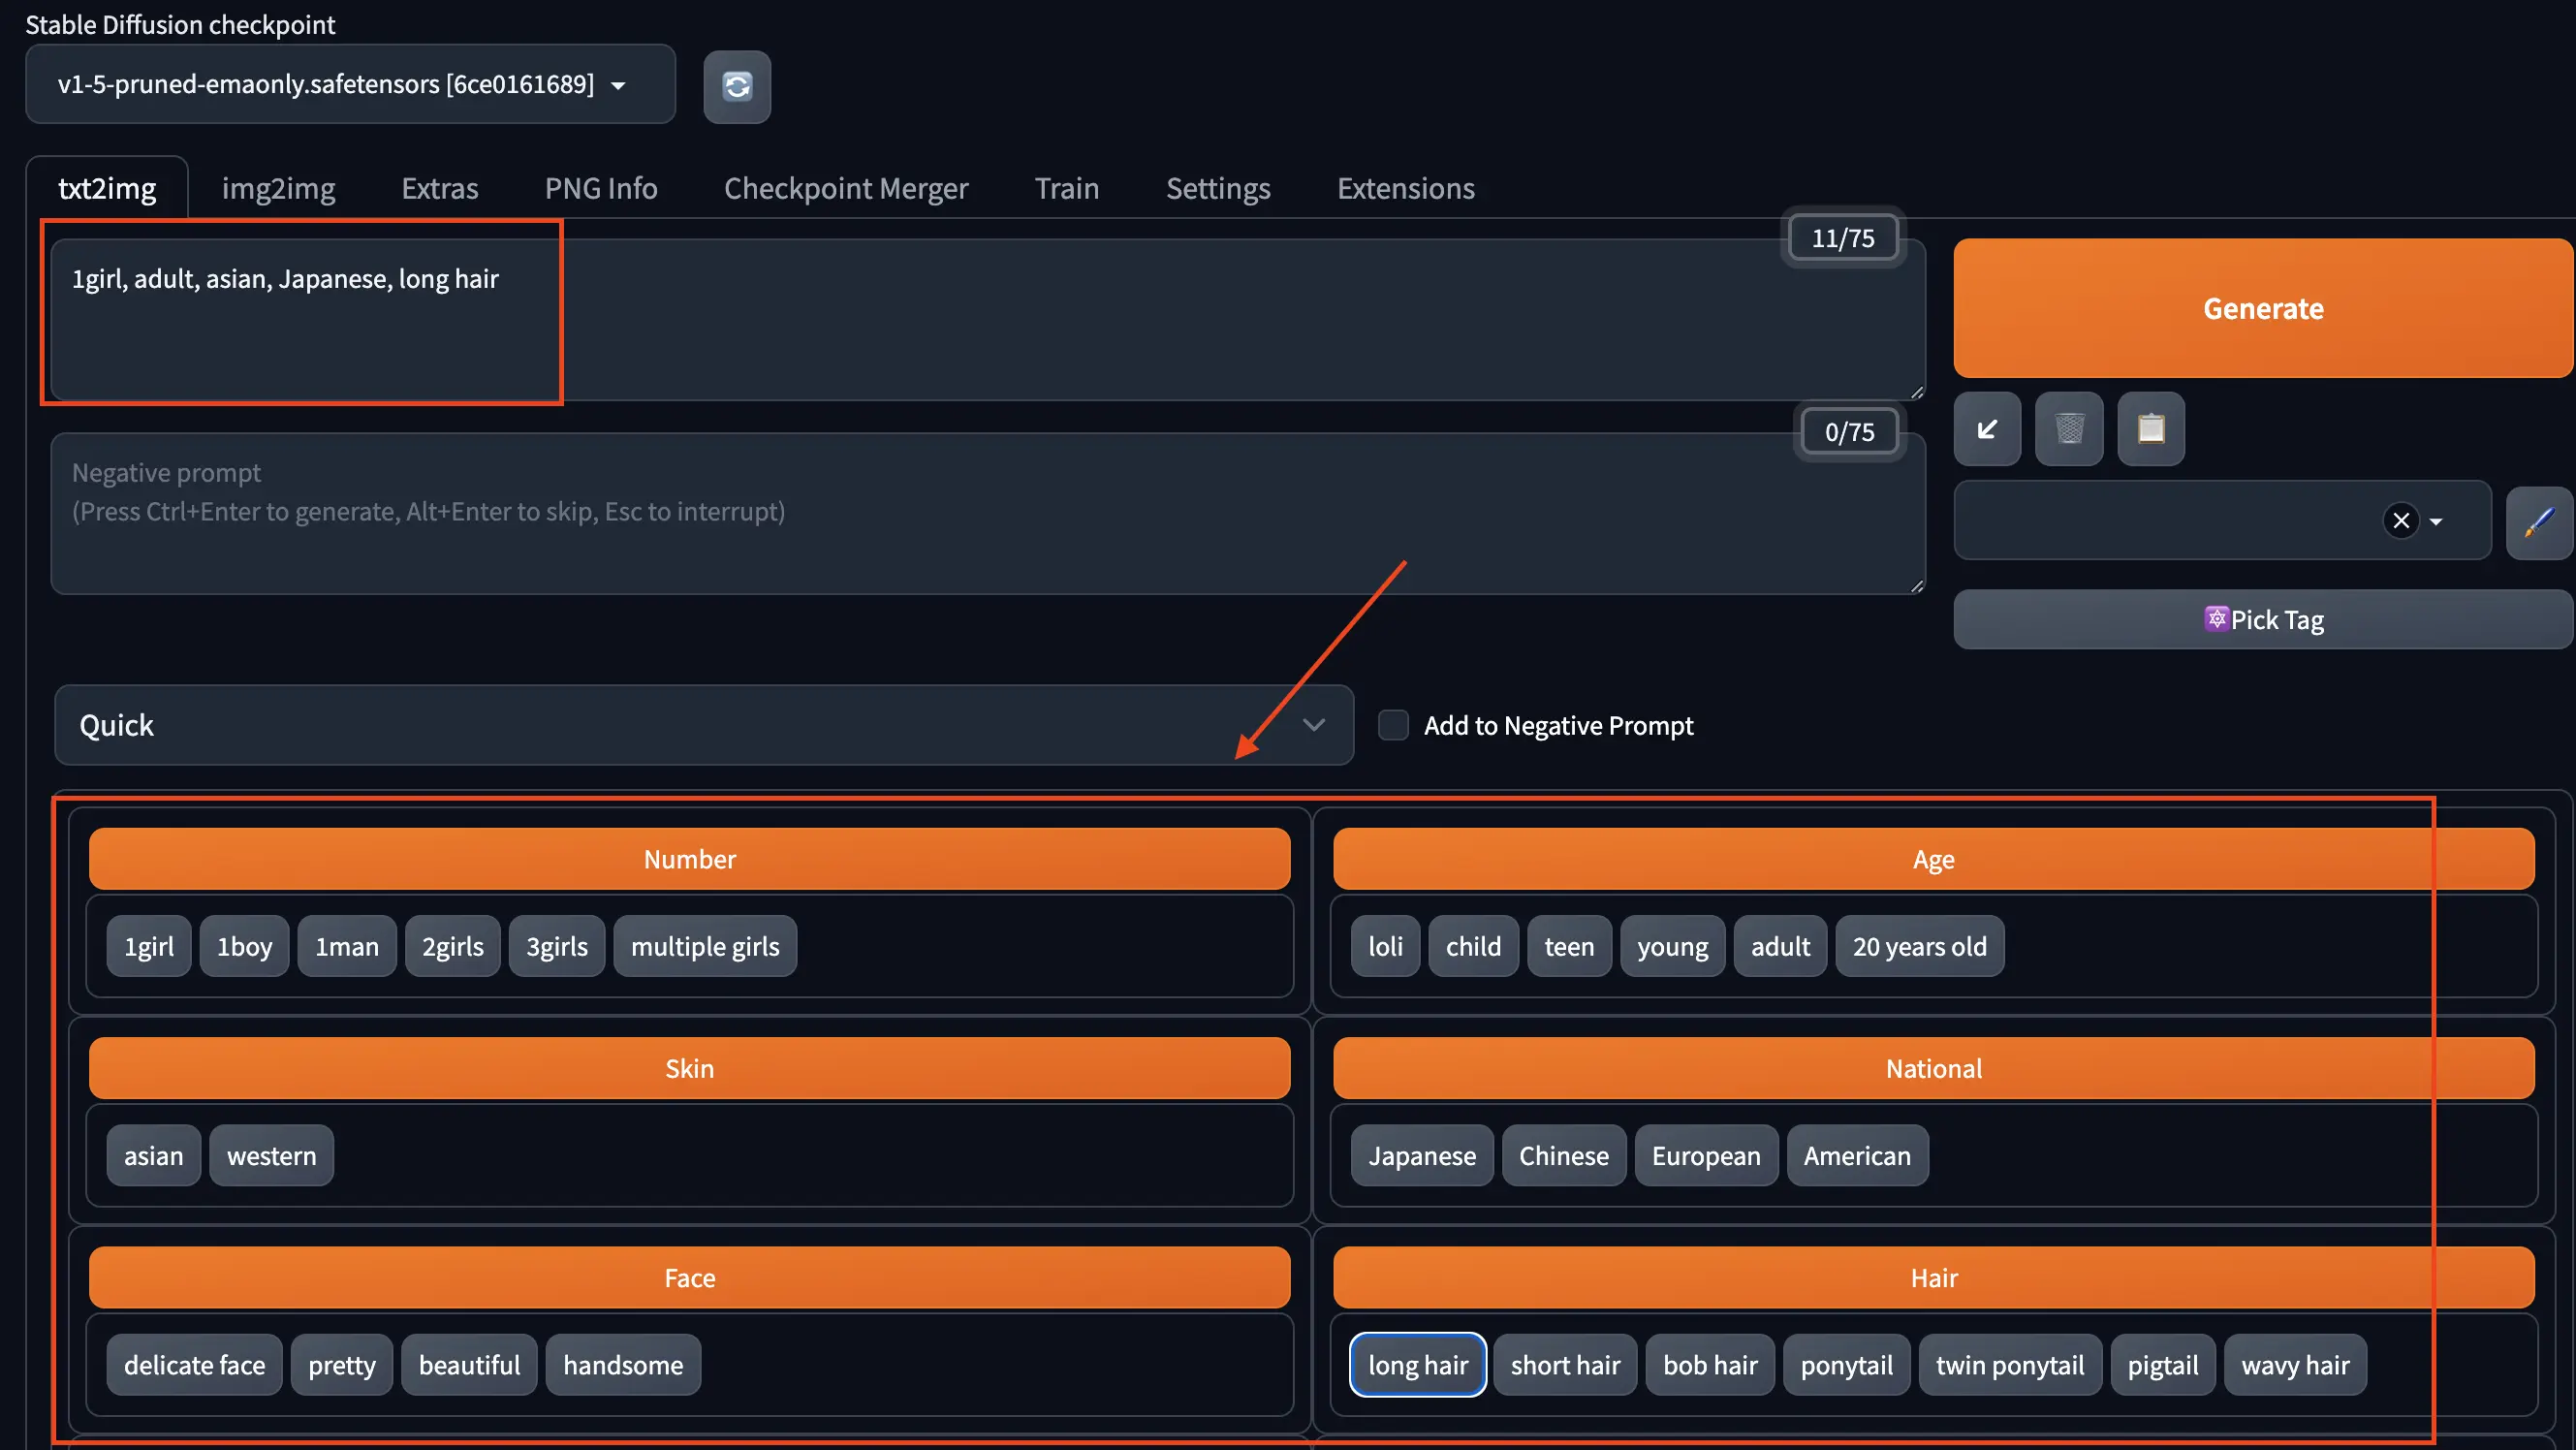 Stable Diffusion checkpoint
v1-5-pruned-emaonly.safetensors [6ce0161689]
txt2img img2img Extras PNG Info Checkpoint Merger Train Settings Extensions
11/75
1girl, adult, asian, Japanese, long hair
Generate
0/75
Negative prompt
(Press Ctrl+Enter to generate, Alt+Enter to skip, Esc to interrupt)
Pick Tag
Quick
Add to Negative Prompt
Number
1girl 1boy 1man 2girls 3girls multiple girls
Age
loli child teen young adult 20 years old
Skin
asian western
National
Japanese Chinese European American
Face
delicate face pretty beautiful handsome
Hair
long hair short hair bob hair ponytail twin ponytail pigtail wavy hair